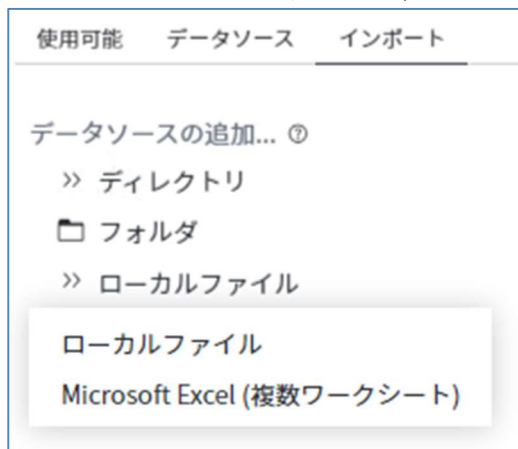 使用可能 データソース インポート
データソースの追加... ?
» ディレクトリ
フォルダ
» ローカルファイル
ローカルファイル
Microsoft Excel (複数ワークシート)